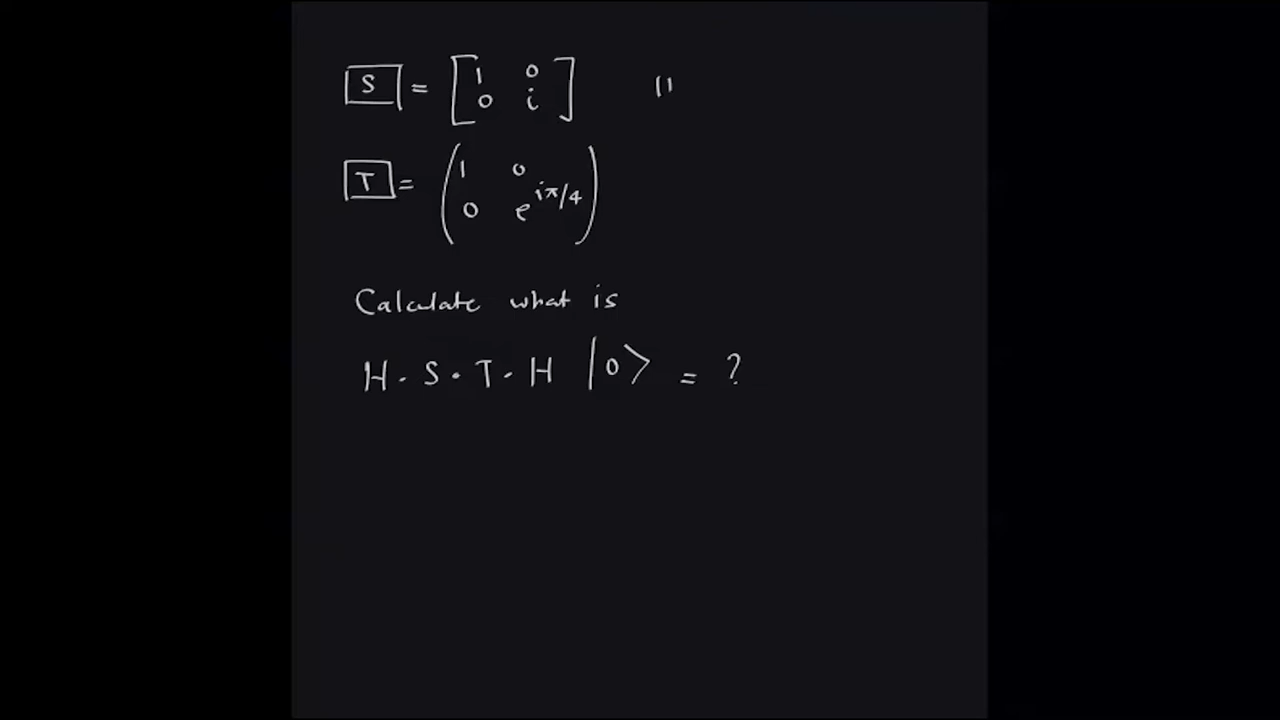 S = [1 0 0 i] "
T = (1 0 0 e^iπ/4)
Calculate what is
H . S . T . H |0> = ?